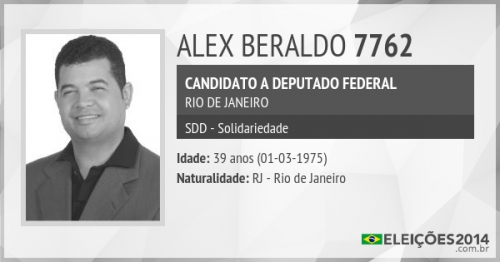 ALEX BERALDO 7762
CANDIDATO A DEPUTADO FEDERAL
RIO DE JANEIRO
SDD - Solidariedade
Idade: 39 anos (01-03-1975)
Naturalidade: RJ - Rio de Janeiro
ELEIÇÕES2014
.com.br